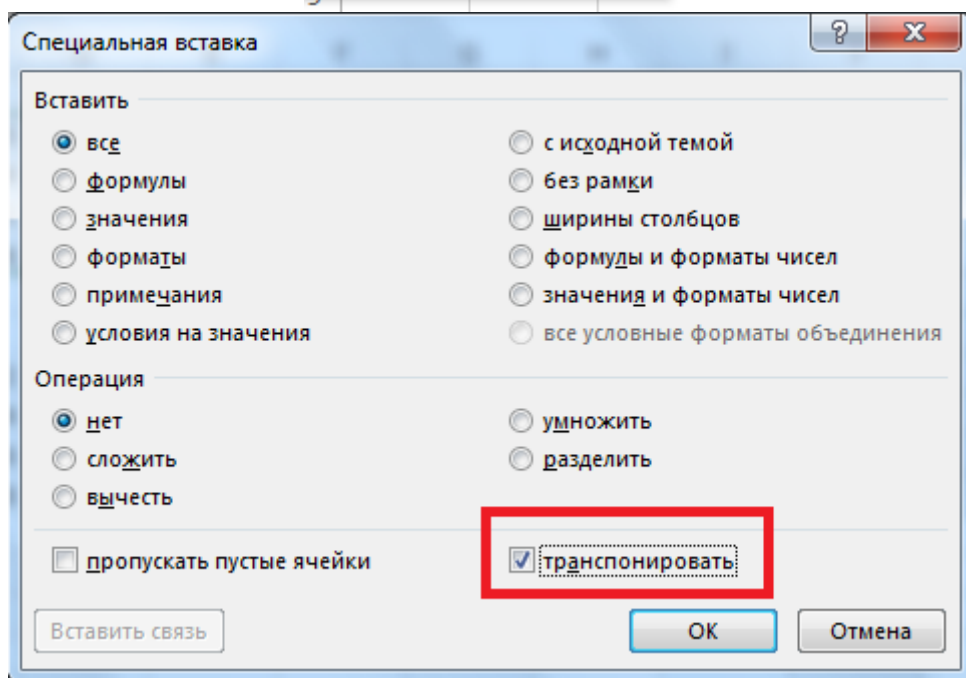 Специальная вставка
Вставить
все
с исходной темой
формулы
без рамки
значения
ширины столбцов
форматы
формулы и форматы чисел
примечания
значения и форматы чисел
условия на значения
все условные форматы объединения
Операция
нет
умножить
сложить
разделить
вычесть
пропускать пустые ячейки
транспонировать
Вставить связь
ОК
Отмена